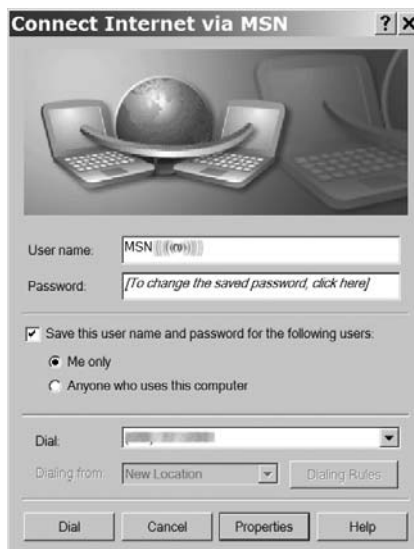 Connect Internet via MSN
User name: MSN
Password: [To change the saved password, click here]
Save this user name and password for the following users:
Me only
Anyone who uses this computer
Dial:
Dialing from: New Location Dialing Rules
Dial Cancel Properties Help